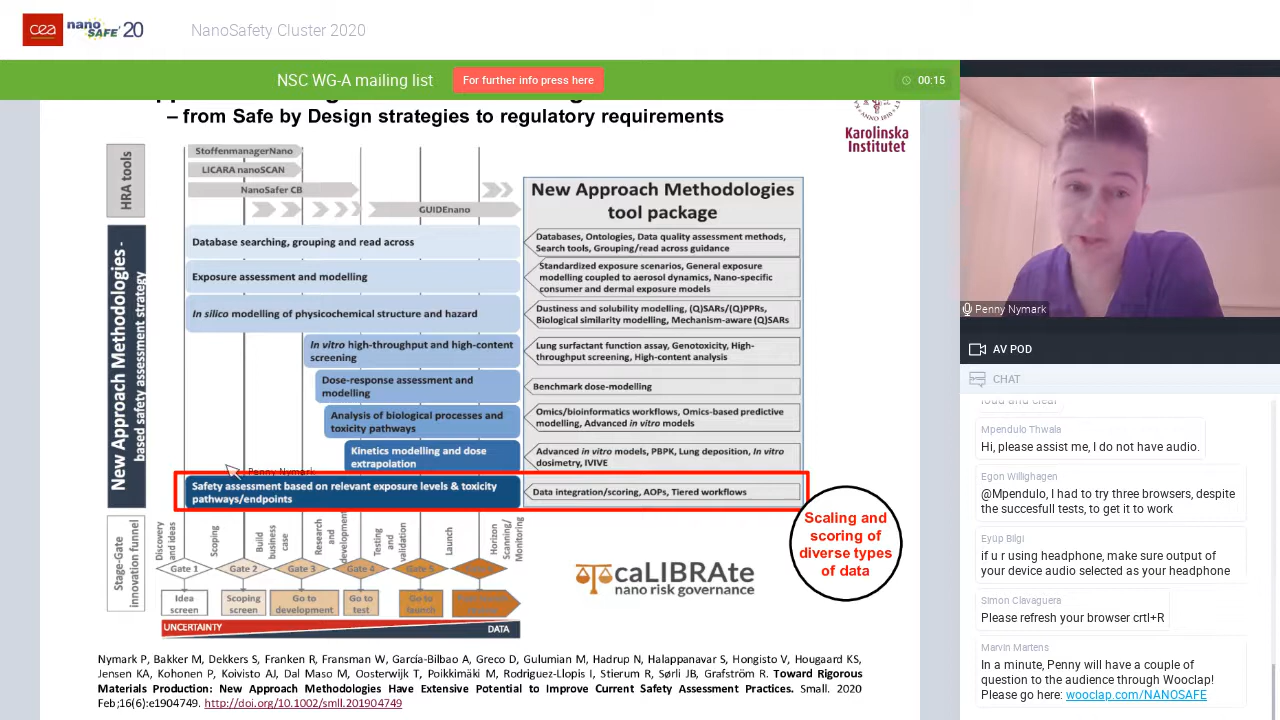 cea nano SAFE'20
NanoSafety Cluster 2020
NSC WG-A mailing list
For further info press here
00:15
– from Safe by Design strategies to regulatory requirements
Karolinska
Institutet
HRA tools
StoffenmanagerNano
LICARA nanoSCAN
NanoSafer CB
GUIDEnano
New Approach Methodologies
tool package
New Approach Methodologies -
based safety assessment strategy
Database searching, grouping and read across
Databases, Ontologies, Data quality assessment methods,
Search tools, Grouping/read across guidance
Exposure assessment and modelling
Standardized exposure scenarios, General exposure
modelling coupled to aerosol dynamics, Nano-specific
consumer and dermal exposure models
In silico modelling of physicochemical structure and hazard
Dustiness and solubility modelling, (Q)SARs/(Q)PPRs,
Biological similarity modelling, Mechanism-aware (Q)SARs
In vitro high-throughput and high-content
screening
Lung surfactant function assay, Genotoxicity, High-
throughput screening, High-content analysis
Dose-response assessment and
modelling
Benchmark dose-modelling
Analysis of biological processes and
toxicity pathways
Omics/bioinformatics workflows, Omics-based predictive
modelling, Advanced in vitro models
Kinetics modelling and dose
extrapolation
Advanced in vitro models, PBPK, Lung deposition, In vitro
dosimetry, IVIVE
Penny Nymark
Safety assessment based on relevant exposure levels & toxicity
pathways/endpoints
Data integration/scoring, AOPs, Tiered workflows
Scaling and
scoring of
diverse types
of data
Stage-Gate
innovation funnel
Discovery
and ideas
Scoping
Build
business
case
Research
and
development
Testing
and
validation
Launch
Horizon
Scanning/
Monitoring
Gate 1
Gate 2
Gate 3
Gate 4
Gate 5
Idea
screen
Scoping
screen
Go to
development
Go to
test
Go to
launch
UNCERTAINTY
DATA
caLIBRAte
nano risk governance
Nymark P, Bakker M, Dekkers S, Franken R, Fransman W, García-Bilbao A, Greco D, Gulumian M, Hadrup N, Halappanavar S, Hongisto V, Hougaard KS,
Jensen KA, Kohonen P, Koivisto AJ, Dal Maso M, Oosterwijk T, Poikkimäki M, Rodriguez-Llopis I, Stierum R, Sørli JB, Grafström R. Toward Rigorous
Materials Production: New Approach Methodologies Have Extensive Potential to Improve Current Safety Assessment Practices. Small. 2020
Feb;16(6):e1904749. http://doi.org/10.1002/smll.201904749
Penny Nymark
AV POD
CHAT
loud and clear
Mpendulo Thwala
Hi, please assist me, I do not have audio.
Egon Willighagen
@Mpendulo, I had to try three browsers, despite
the succesfull tests, to get it to work
Eyüp Bilgi
if u r using headphone, make sure output of
your device audio selected as your headphone
Simon Clavaguera
Please refresh your browser crtl+R
Marvin Martens
In a minute, Penny will have a couple of
question to the audience through Wooclap!
Please go here: wooclap.com/NANOSAFE